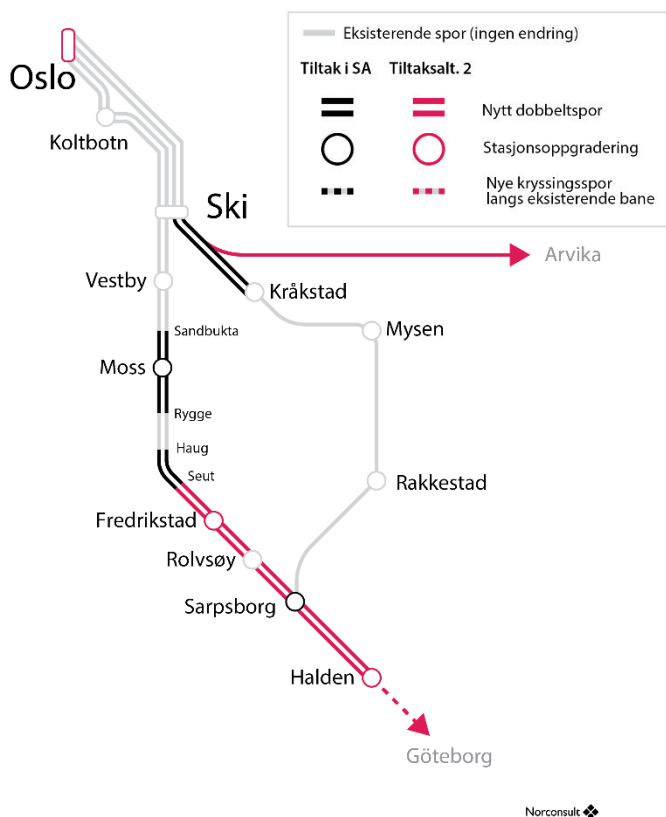 Eksisterende spor (ingen endring)
Tiltak i SA
Tiltaksalt. 2
Nytt dobbeltspor
Stasjonsoppgradering
Nye kryssingsspor
langs eksisterende bane
Oslo
Koltbotn
Ski
Arvika
Vestby
Kråkstad
Sandbukta
Mysen
Moss
Rygge
Haug
Seut
Rakkestad
Fredrikstad
Rolvsøy
Sarpsborg
Halden
Göteborg
Norconsult